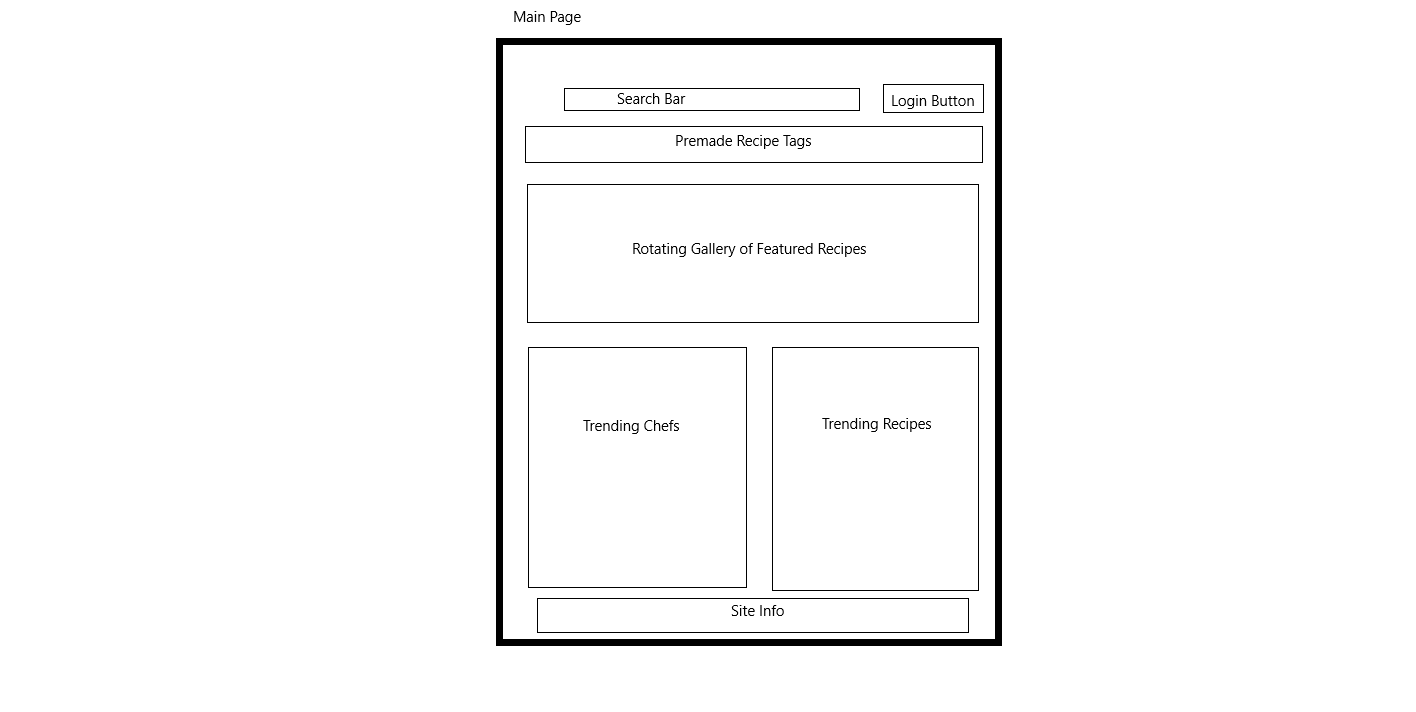 Main Page
Search Bar
Login Button
Premade Recipe Tags
Rotating Gallery of Featured Recipes
Trending Chefs
Trending Recipes
Site Info